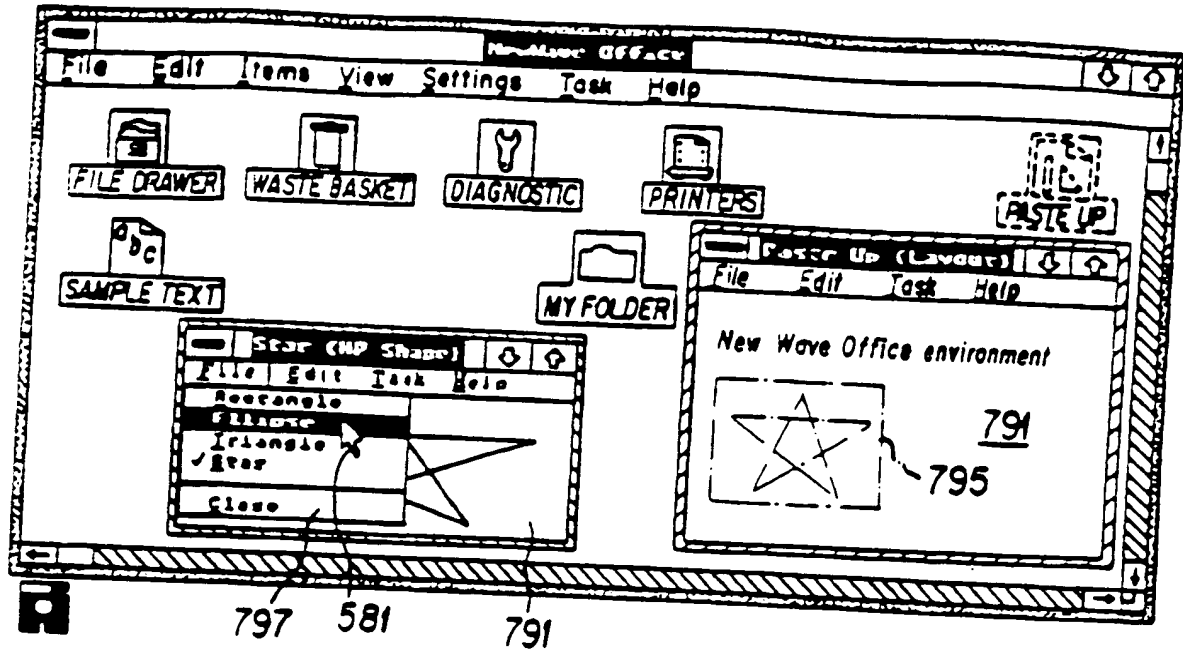 NewWave Office
File Edit Items View Settings Task Help
FILE DRAWER WASTE BASKET DIAGNOSTIC PRINTERS PASTE UP
abc
SAMPLE TEXT MY FOLDER
Paste Up (Layout)
File Edit Task Help
New Wave Office environment
791
795
Star (HP Shape)
File Edit Task Help
Rectangle
Ellipse
Triangle
✓ Star
Close
797 581 791